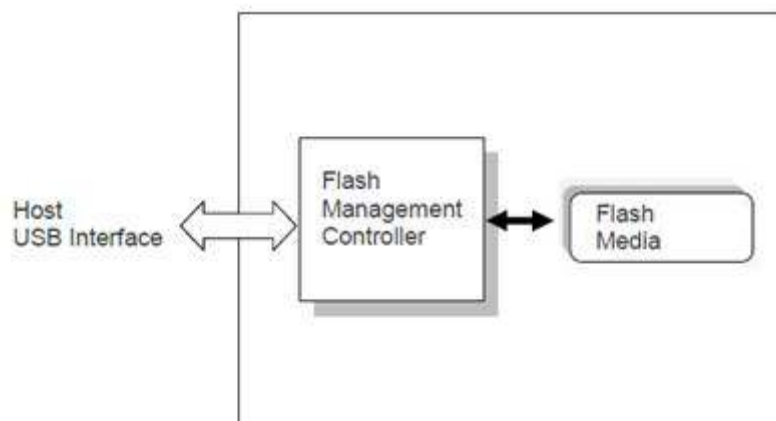 Host
USB Interface
Flash
Management
Controller
Flash
Media